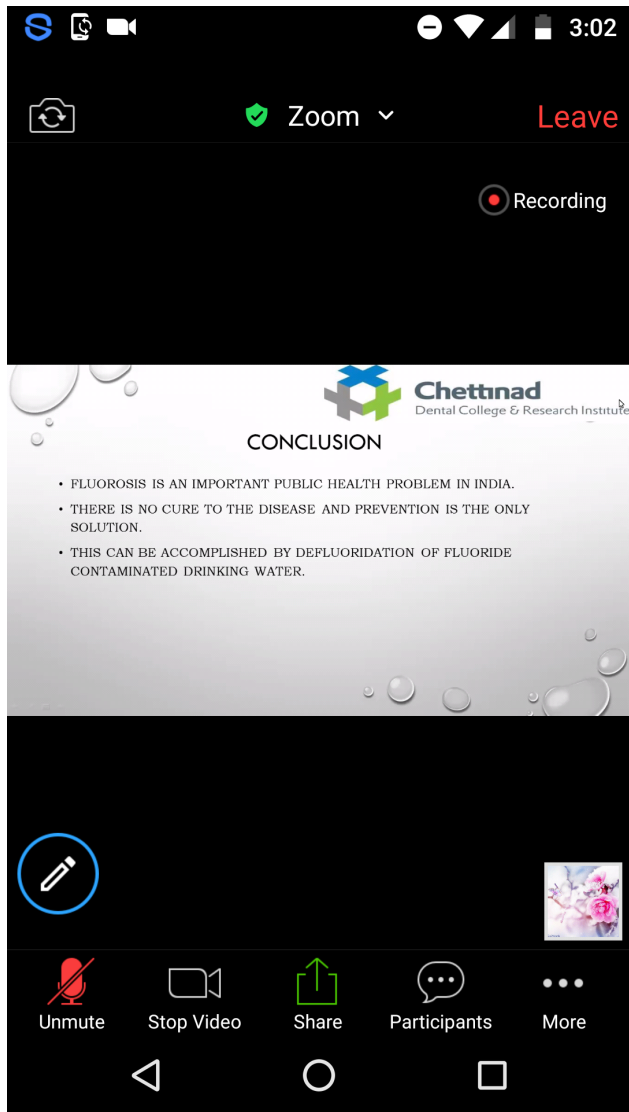 3:02
Zoom
Leave
Recording
Chettinad
Dental College & Research Institute
CONCLUSION
• FLUOROSIS IS AN IMPORTANT PUBLIC HEALTH PROBLEM IN INDIA.
• THERE IS NO CURE TO THE DISEASE AND PREVENTION IS THE ONLY
SOLUTION.
• THIS CAN BE ACCOMPLISHED BY DEFLUORIDATION OF FLUORIDE
CONTAMINATED DRINKING WATER.
Unmute Stop Video Share Participants More